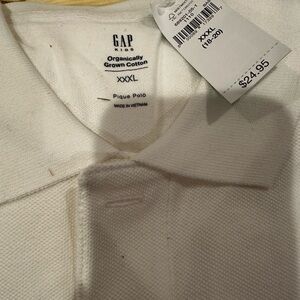 GAP
KIDS
Organically
Grown Cotton
XXXL
Pique Polo
MADE IN VIETNAM
XXXL
(18-20)
$24.95